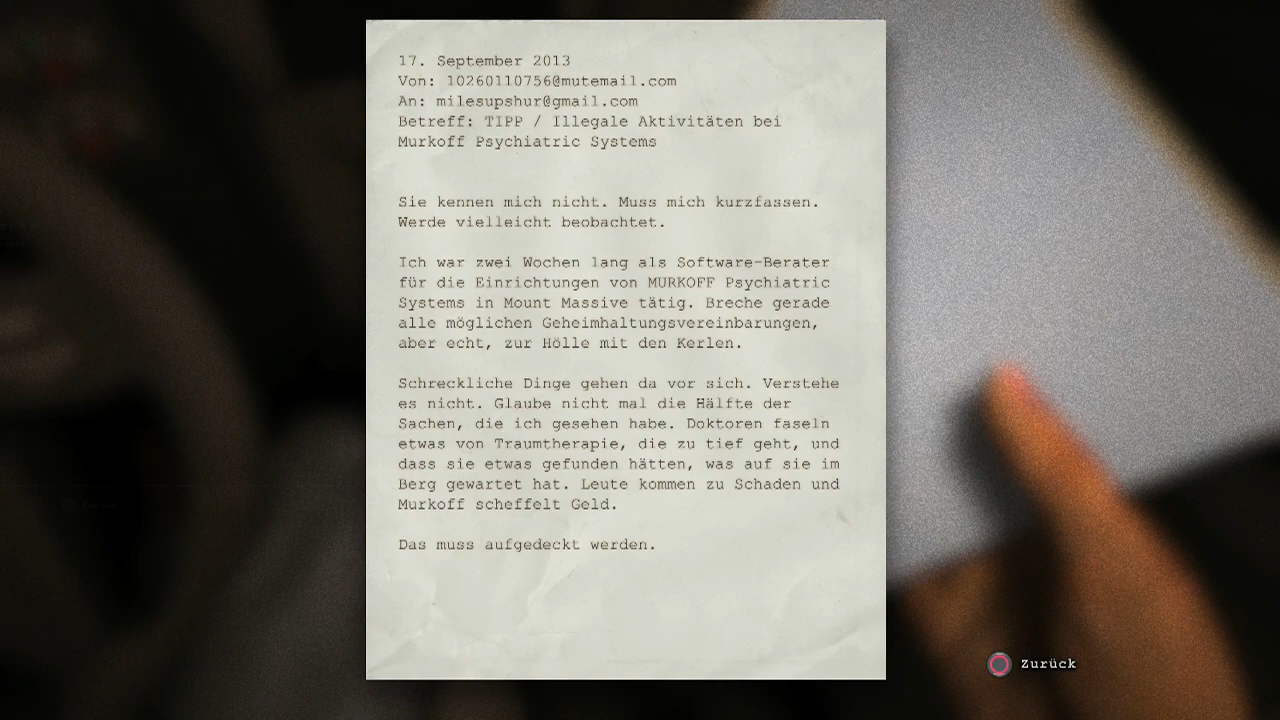 17. September 2013
Von: 10260110756@mutemail.com
An: milesupshur@gmail.com
Betreff: TIPP / Illegale Aktivitäten bei
Murkoff Psychiatric Systems
Sie kennen mich nicht. Muss mich kurzfassen.
Werde vielleicht beobachtet.
Ich war zwei Wochen lang als Software-Berater
für die Einrichtungen von MURKOFF Psychiatric
Systems in Mount Massive tätig. Breche gerade
alle möglichen Geheimhaltungsvereinbarungen,
aber echt, zur Hölle mit den Kerlen.
Schreckliche Dinge gehen da vor sich. Verstehe
es nicht. Glaube nicht mal die Hälfte der
Sachen, die ich gesehen habe. Doktoren faseln
etwas von Traumtherapie, die zu tief geht, und
dass sie etwas gefunden hätten, was auf sie im
Berg gewartet hat. Leute kommen zu Schaden und
Murkoff scheffelt Geld.
Das muss aufgedeckt werden.
Zurück